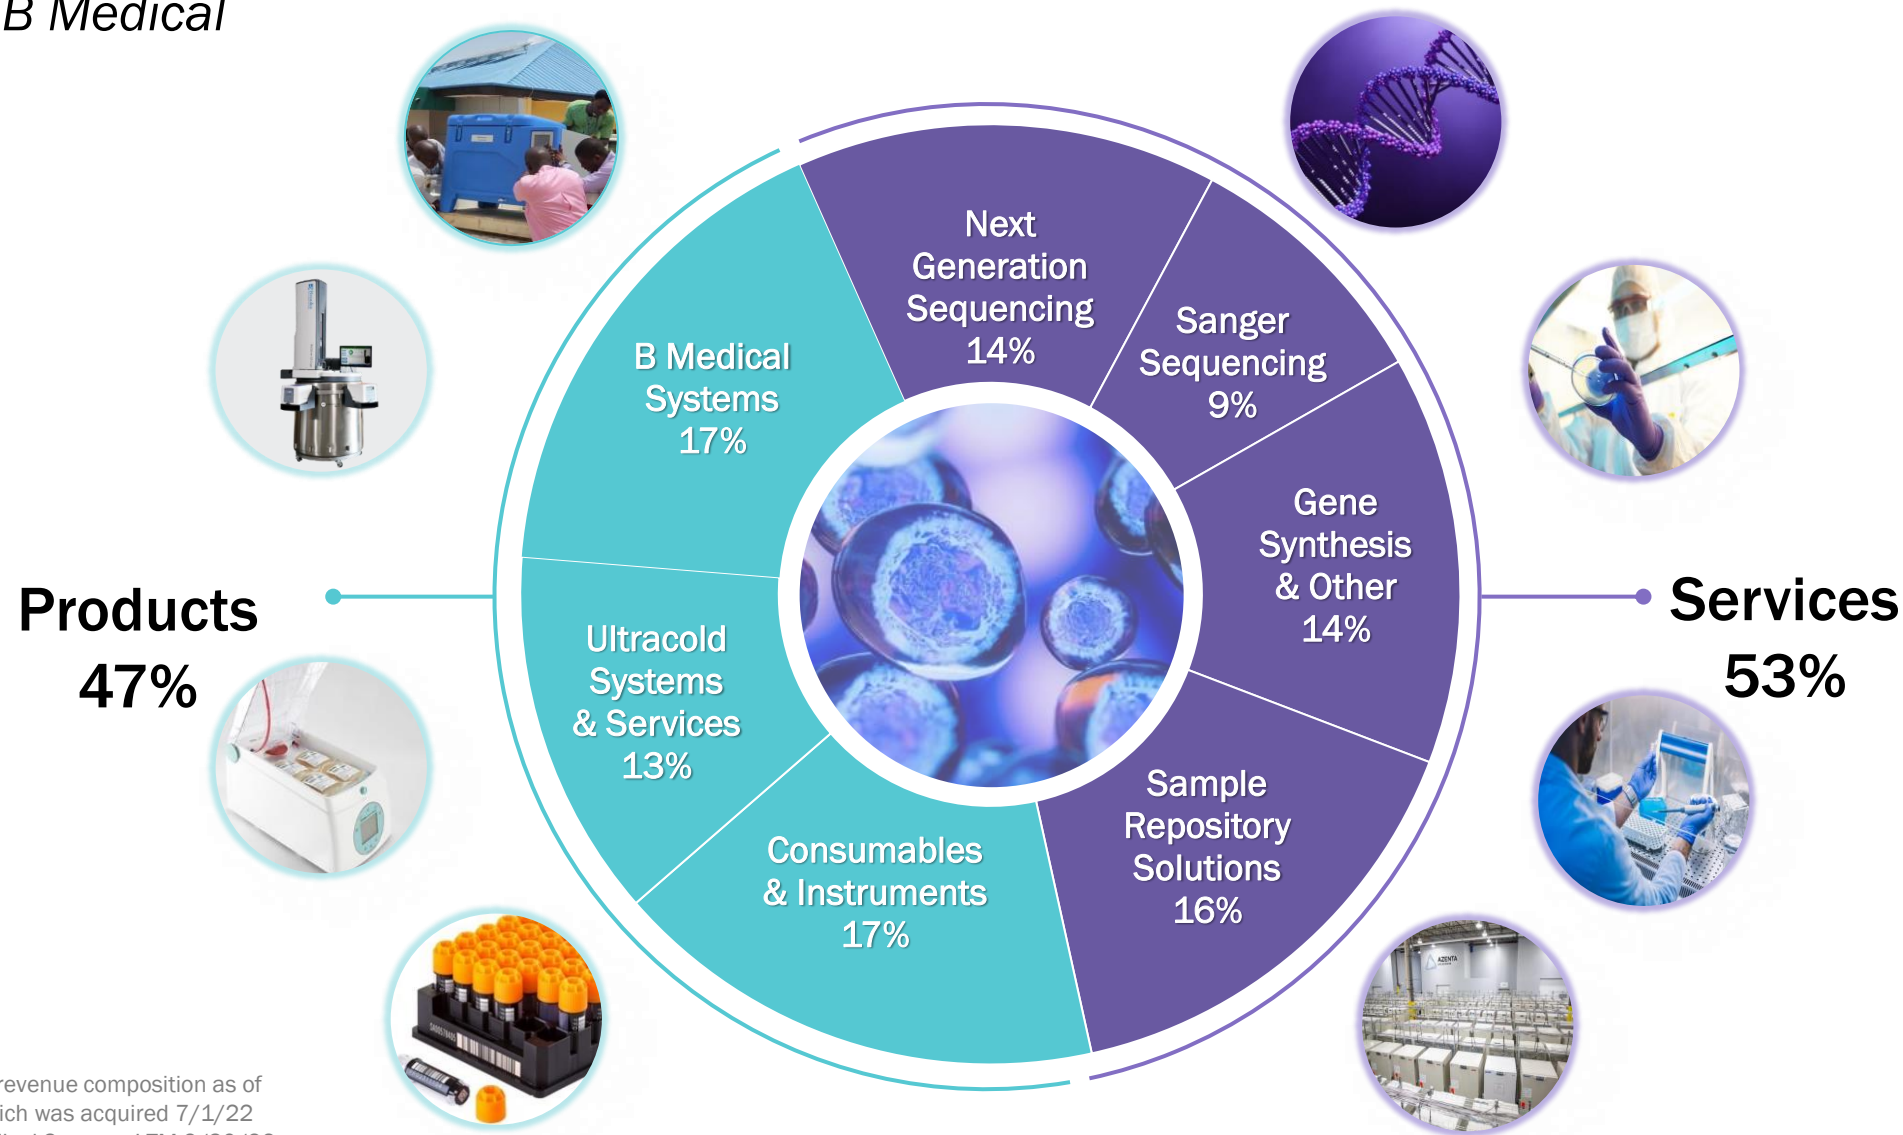 B Medical
Next
Generation
Sequencing
14%
Sanger
Sequencing
9%
B Medical
Systems
17%
Gene
Synthesis
& Other
14%
Products
47%
Services
53%
Ultracold
Systems
& Services
13%
Sample
Repository
Solutions
16%
Consumables
& Instruments
17%
AZENTA
revenue composition as of
which was acquired 7/1/22